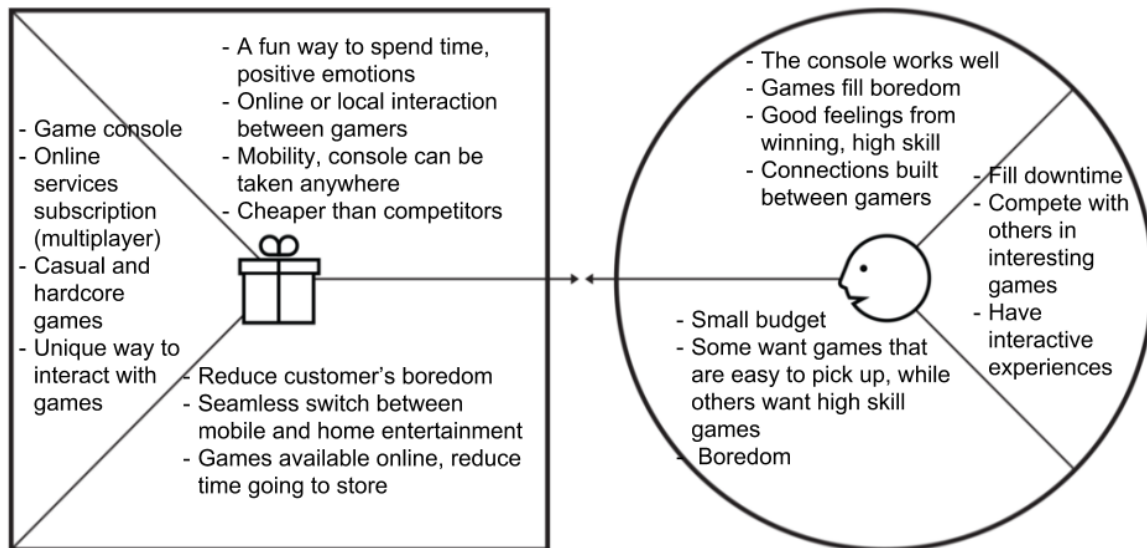 - A fun way to spend time,
positive emotions
- Online or local interaction
between gamers
- Mobility, console can be
taken anywhere
- Cheaper than competitors
- Game console
- Online
services
subscription
(multiplayer)
- Casual and
hardcore
games
- Unique way to
interact with
games
- Reduce customer's boredom
- Seamless switch between
mobile and home entertainment
- Games available online, reduce
time going to store
- The console works well
- Games fill boredom
- Good feelings from
winning, high skill
- Connections built
between gamers
- Fill downtime
- Compete with
others in
interesting
games
- Have
interactive
experiences
- Small budget
- Some want games that
are easy to pick up, while
others want high skill
games
- Boredom